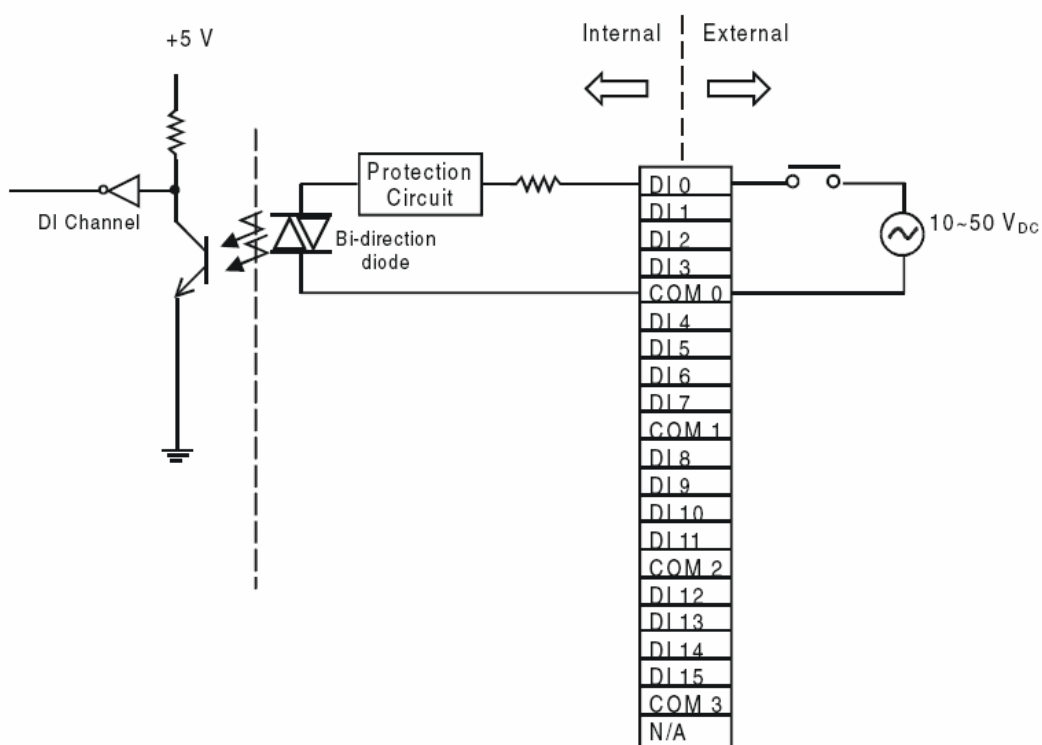 Internal
External
+5 V
Protection
Circuit
DI Channel
Bi-direction
diode
10~50 VDC
DI 0
DI 1
DI 2
DI 3
COM 0
DI 4
DI 5
DI 6
DI 7
COM 1
DI 8
DI 9
DI 10
DI 11
COM 2
DI 12
DI 13
DI 14
DI 15
COM 3
N/A